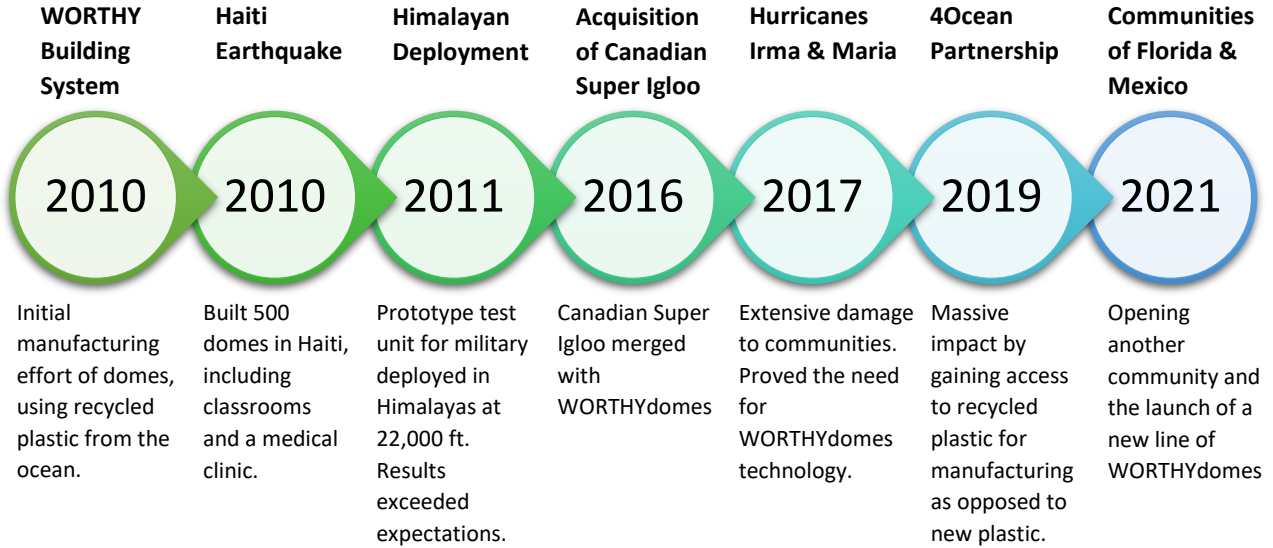 WORTHY
Building
System
Haiti
Earthquake
Himalayan
Deployment
Acquisition
of Canadian
Super Igloo
Hurricanes
Irma & Maria
4Ocean
Partnership
Communities
of Florida &
Mexico
2010
2010
2011
2016
2017
2019
2021
Initial
manufacturing
effort of domes,
using recycled
plastic from the
ocean.
Built 500
domes in Haiti,
including
classrooms
and a medical
clinic.
Prototype test
unit for military
deployed in
Himalayas at
22,000 ft.
Results
exceeded
expectations.
Canadian Super
Igloo merged
with
WORTHYdomes
Extensive damage
to communities.
Proved the need
for
WORTHYdomes
technology.
Massive
impact by
gaining access
to recycled
plastic for
manufacturing
as opposed to
new plastic.
Opening
another
community and
the launch of a
new line of
WORTHYdomes